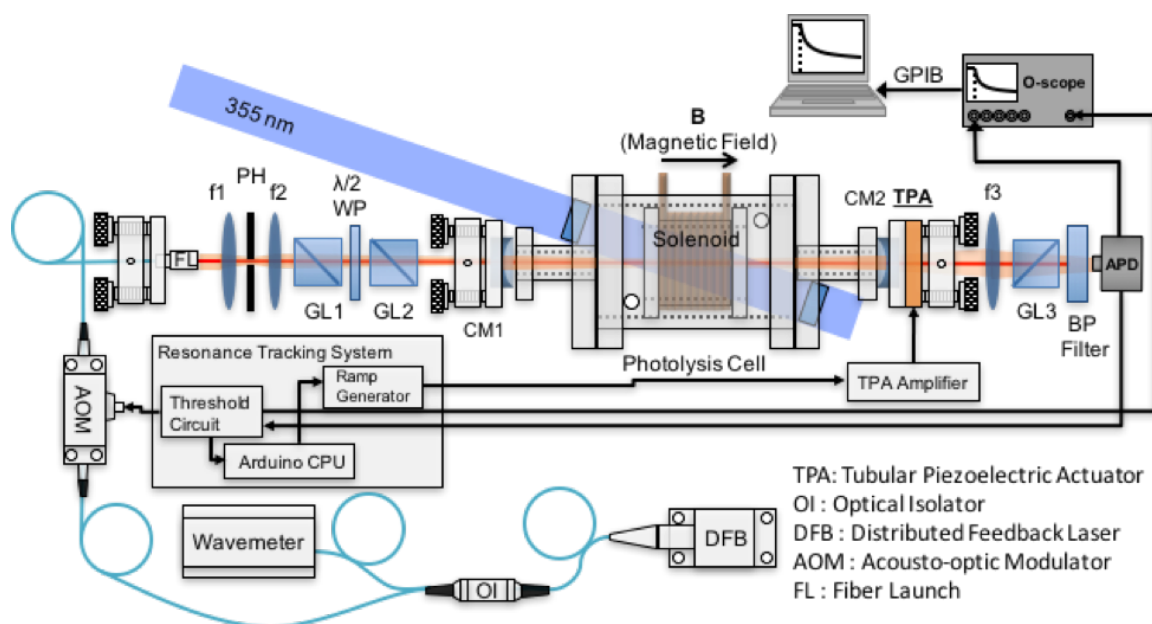 355 nm
B
(Magnetic Field)
GPIB
O-scope
f1
PH
f2
λ/2
WP
FL
GL1
GL2
CM1
Solenoid
CM2
TPA
f3
APD
GL3
BP
Filter
Photolysis Cell
Resonance Tracking System
Ramp
Generator
TPA Amplifier
Threshold
Circuit
Arduino CPU
AOM
Wavemeter
OI
DFB
TPA: Tubular Piezoelectric Actuator
OI : Optical Isolator
DFB : Distributed Feedback Laser
AOM : Acousto-optic Modulator
FL : Fiber Launch